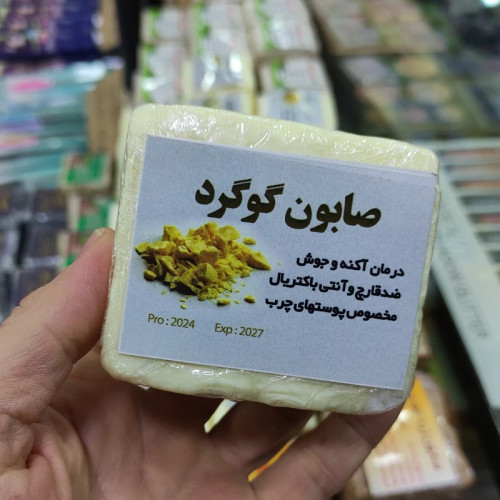 صابون گوگرد
درمان آکنه و جوش
ضدقارچ و آنتی باکتریال
مخصوص پوستهای چرب
Pro : 2024 Exp : 2027